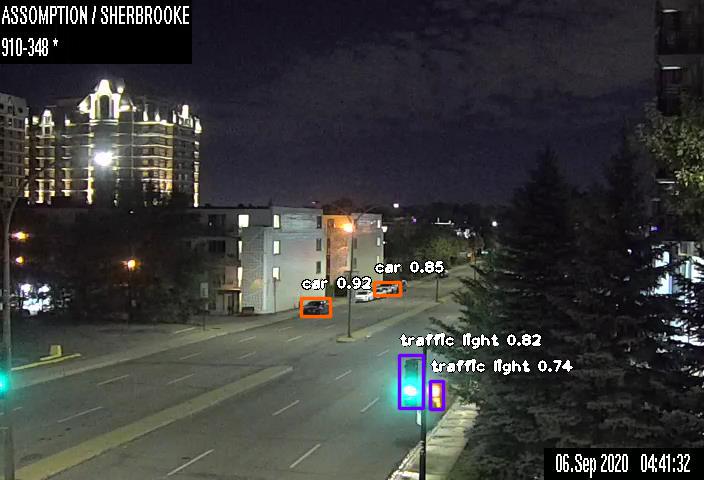 ASSOMPTION / SHERBROOKE
910-348 *
car 0.92
car 0.85
traffic light 0.82
traffic light 0.74
06.Sep 2020 04:41:32